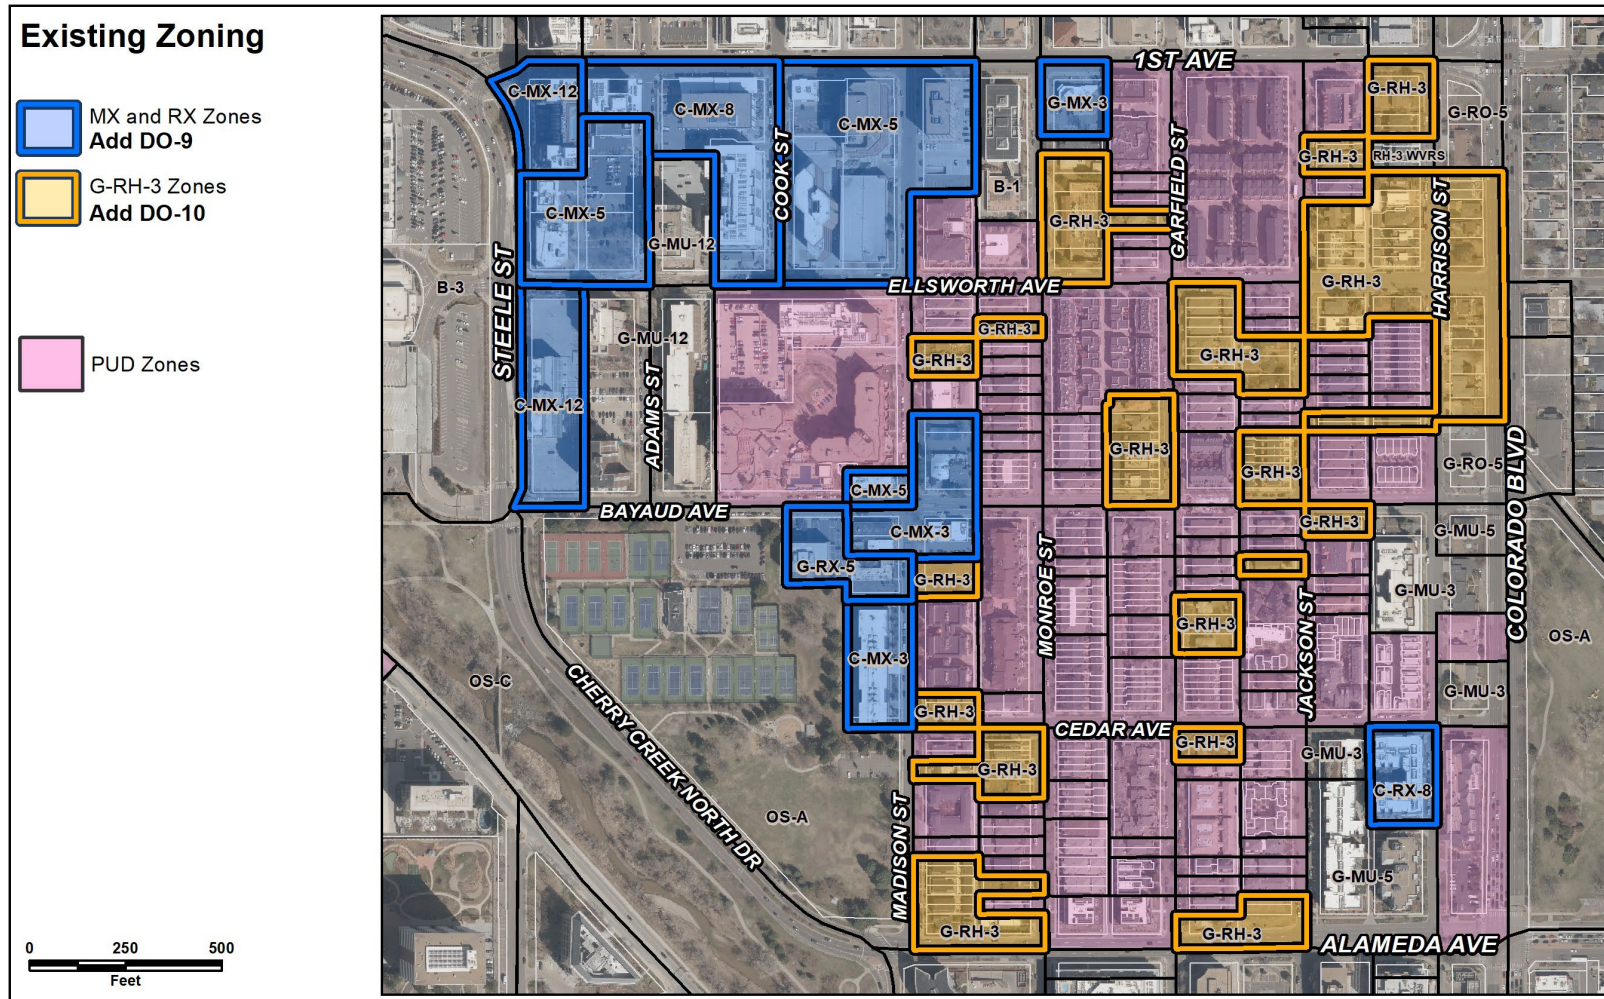 Existing Zoning
MX and RX Zones
Add DO-9
G-RH-3 Zones
Add DO-10
PUD Zones
0 250 500
Feet
1ST AVE
C-MX-12
C-MX-8
C-MX-5
G-MX-3
G-RH-3
G-RO-5
COOK ST
G-RH-3
RH-3 WVRS
B-1
C-MX-5
G-RH-3
GARFIELD ST
HARRISON ST
G-MU-12
STEELE ST
B-3
ELLSWORTH AVE
G-RH-3
G-RH-3
G-MU-12
G-RH-3
G-RH-3
C-MX-12
ADAMS ST
G-RH-3
G-RH-3
G-RO-5
COLORADO BLVD
C-MX-5
BAYAUD AVE
C-MX-3
G-RH-3
G-MU-5
G-RX-5
G-RH-3
MONROE ST
G-MU-3
G-RH-3
JACKSON ST
OS-A
C-MX-3
OS-C
G-MU-3
CHERRY CREEK NORTH DR
G-RH-3
CEDAR AVE
G-RH-3
G-MU-3
G-RH-3
C-RX-8
OS-A
MADISON ST
G-MU-5
G-RH-3
G-RH-3
ALAMEDA AVE